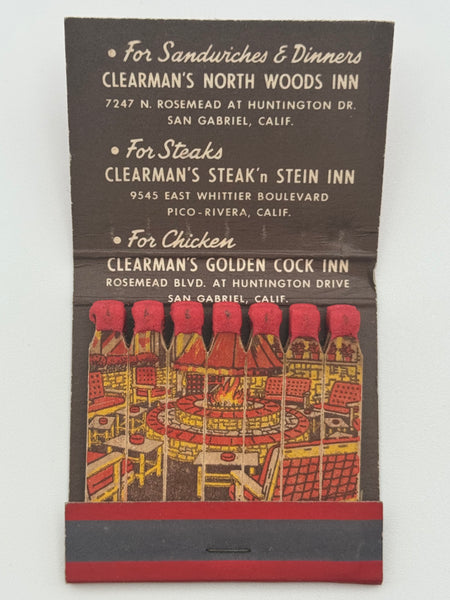 • For Sandwiches & Dinners
CLEARMAN'S NORTH WOODS INN
7247 N. ROSEMEAD AT HUNTINGTON DR.
SAN GABRIEL, CALIF.
• For Steaks
CLEARMAN'S STEAK'n STEIN INN
9545 EAST WHITTIER BOULEVARD
PICO-RIVERA, CALIF.
• For Chicken
CLEARMAN'S GOLDEN COCK INN
ROSEMEAD BLVD. AT HUNTINGTON DRIVE
SAN GABRIEL, CALIF.